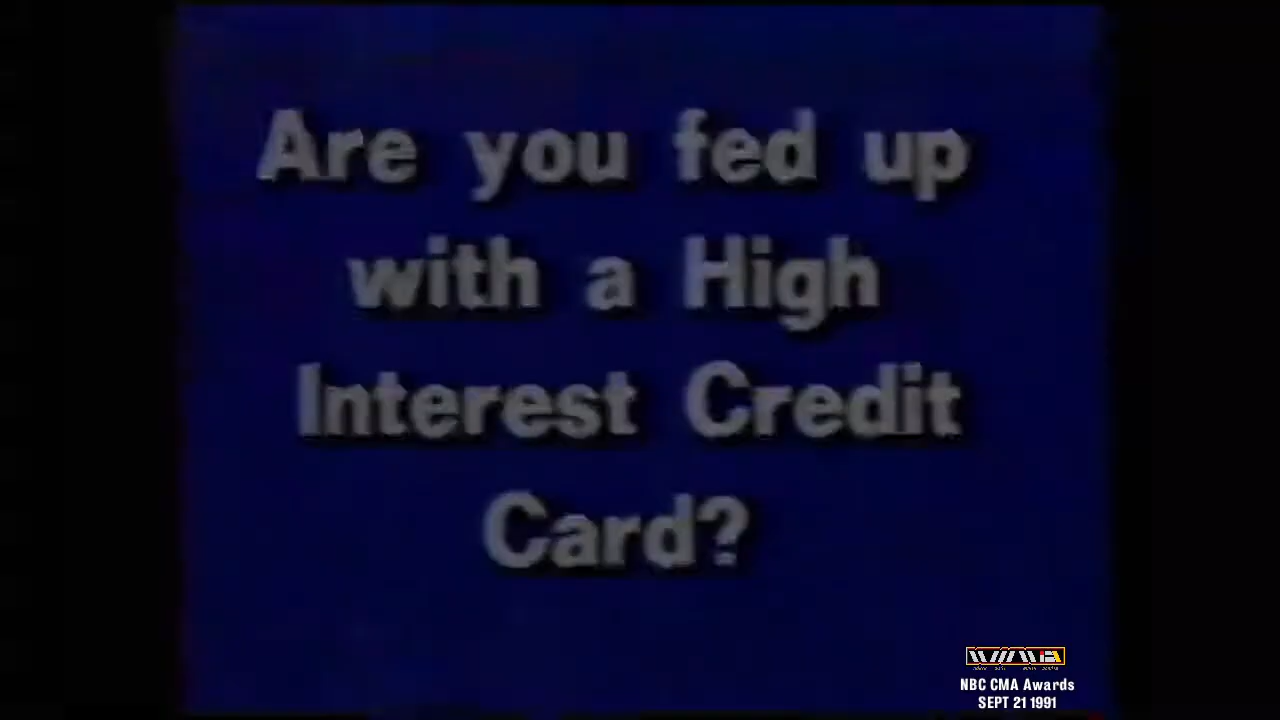 Are you fed up
with a High
Interest Credit
Card?
NBC CMA Awards
SEPT 21 1991